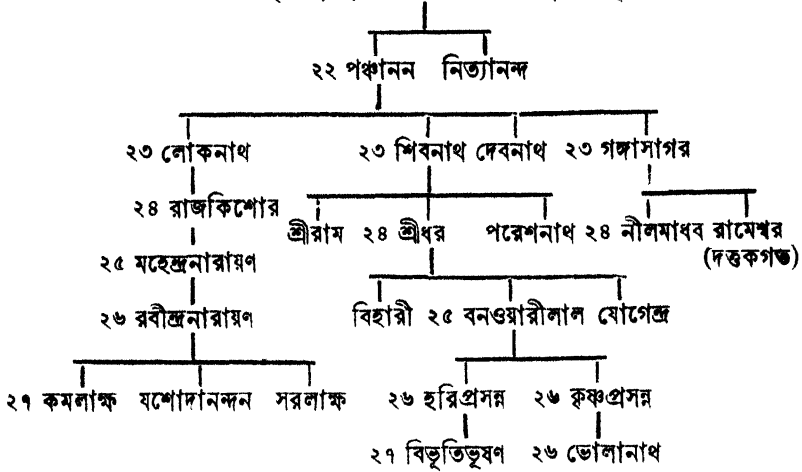 ২২ পঞ্চানন নিত্যানন্দ
২৩ লোকনাথ ২৩ শিবনাথ দেবনাথ ২৩ গঙ্গাসাগর
২৪ রাজকিশোর
শ্রীরাম ২৪ শ্রীধর পরেশনাথ ২৪ নীলমাধব রামেশ্বর
(দত্তকগত)
২৫ মহেন্দ্রনারায়ণ
২৬ রবীন্দ্রনারায়ণ বিহারী ২৫ বনওয়ারীলাল যোগেন্দ্র
২৭ কমলাক্ষ যশোদানন্দন সরলাক্ষ ২৬ হরিপ্রসন্ন ২৬ কৃষ্ণপ্রসন্ন
২৭ বিভূতিভূষণ ২৬ ভোলানাথ